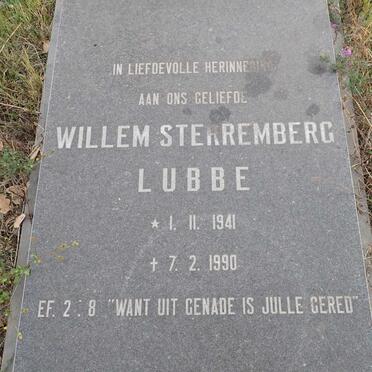 IN LIEFDEVOLLE HERINNERING
AAN ONS GELIEFDE
WILLEM STERREMBERG
LUBBE
* 1. 11. 1941
+ 7. 2. 1990
EF. 2 : 8 "WANT UIT GENADE IS JULLE GERED"